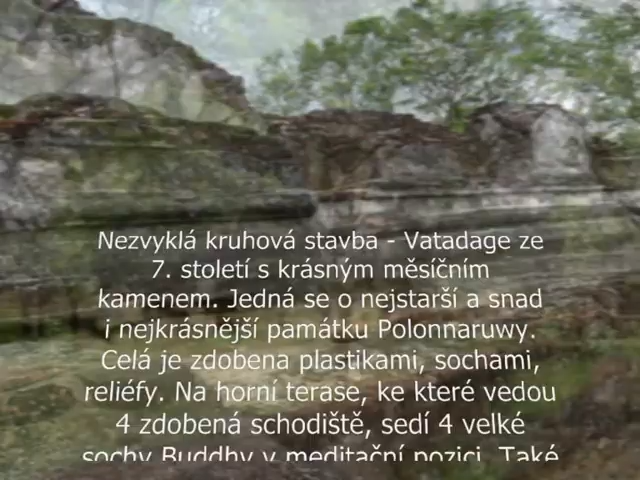 Nezvyklá kruhová stavba - Vatadage ze
7. století s krásným měsíčním
kamenem. Jedná se o nejstarší a snad
i nejkrásnější památku Polonnaruwy.
Celá je zdobena plastikami, sochami,
reliéfy. Na horní terase, ke které vedou
4 zdobená schodiště, sedí 4 velké
sochy Buddhy v meditační pozici. Také